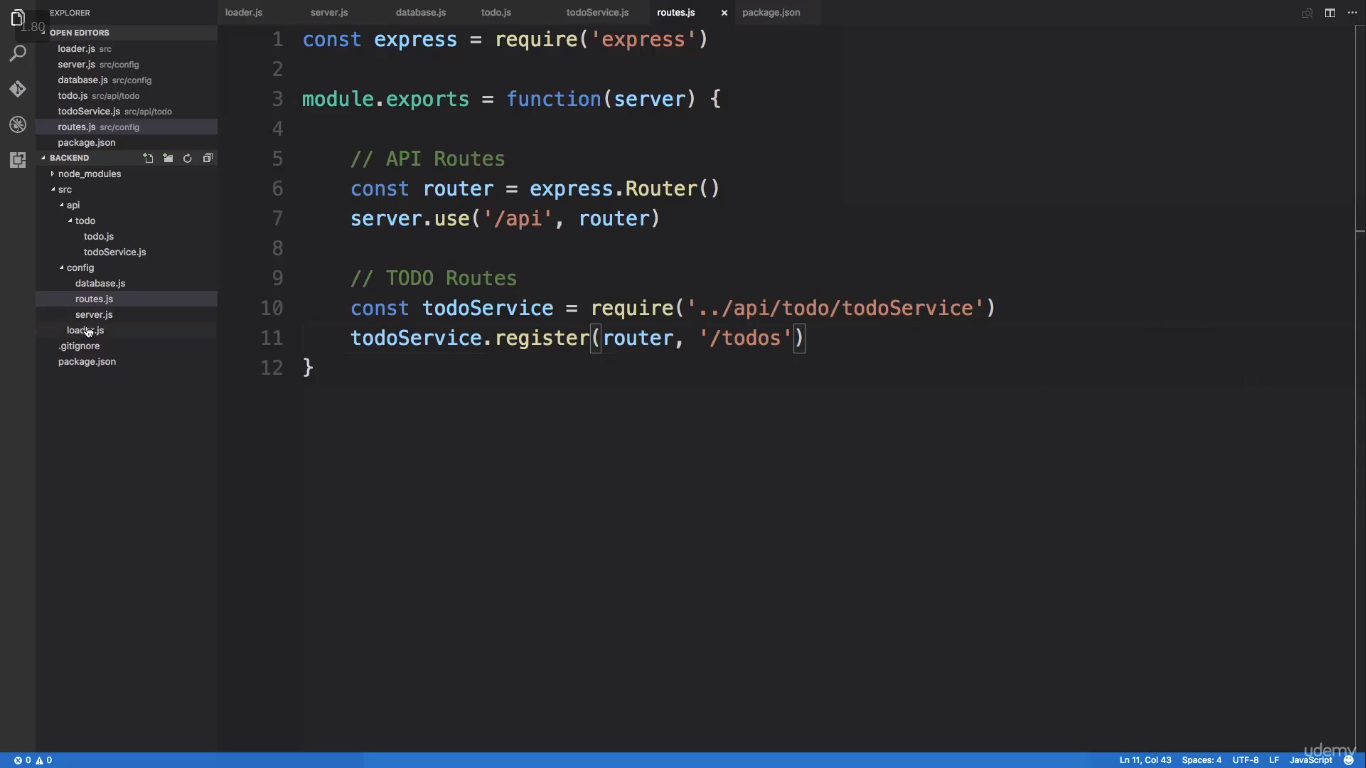 EXPLORER
1.80
OPEN EDITORS
loader.js src
server.js src/config
database.js src/config
todo.js src/api/todo
todoService.js src/api/todo
routes.js src/config
package.json
BACKEND
node_modules
src
api
todo
todo.js
todoService.js
config
database.js
routes.js
server.js
loader.js
.gitignore
package.json
loader.js server.js database.js todo.js todoService.js routes.js × package.json
1 const express = require('express')
2
3 module.exports = function(server) {
4
5 // API Routes
6 const router = express.Router()
7 server.use('/api', router)
8
9 // TODO Routes
10 const todoService = require('../api/todo/todoService')
11 todoService.register(router, '/todos')
12 }
udemy
0 0 Ln 11, Col 43 Spaces: 4 UTF-8 LF JavaScript